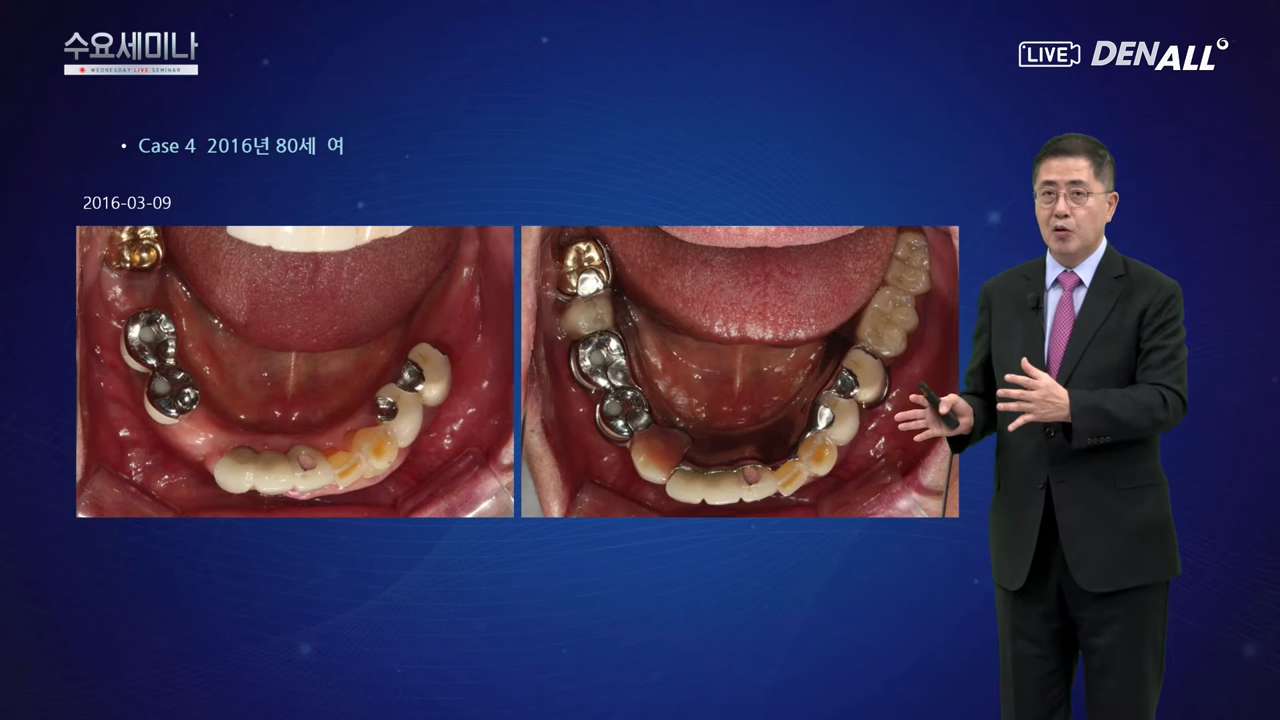 수요세미나
WEDNESDAY LIVE SEMINAR
LIVE DENALL
• Case 4 2016년 80세 여
2016-03-09